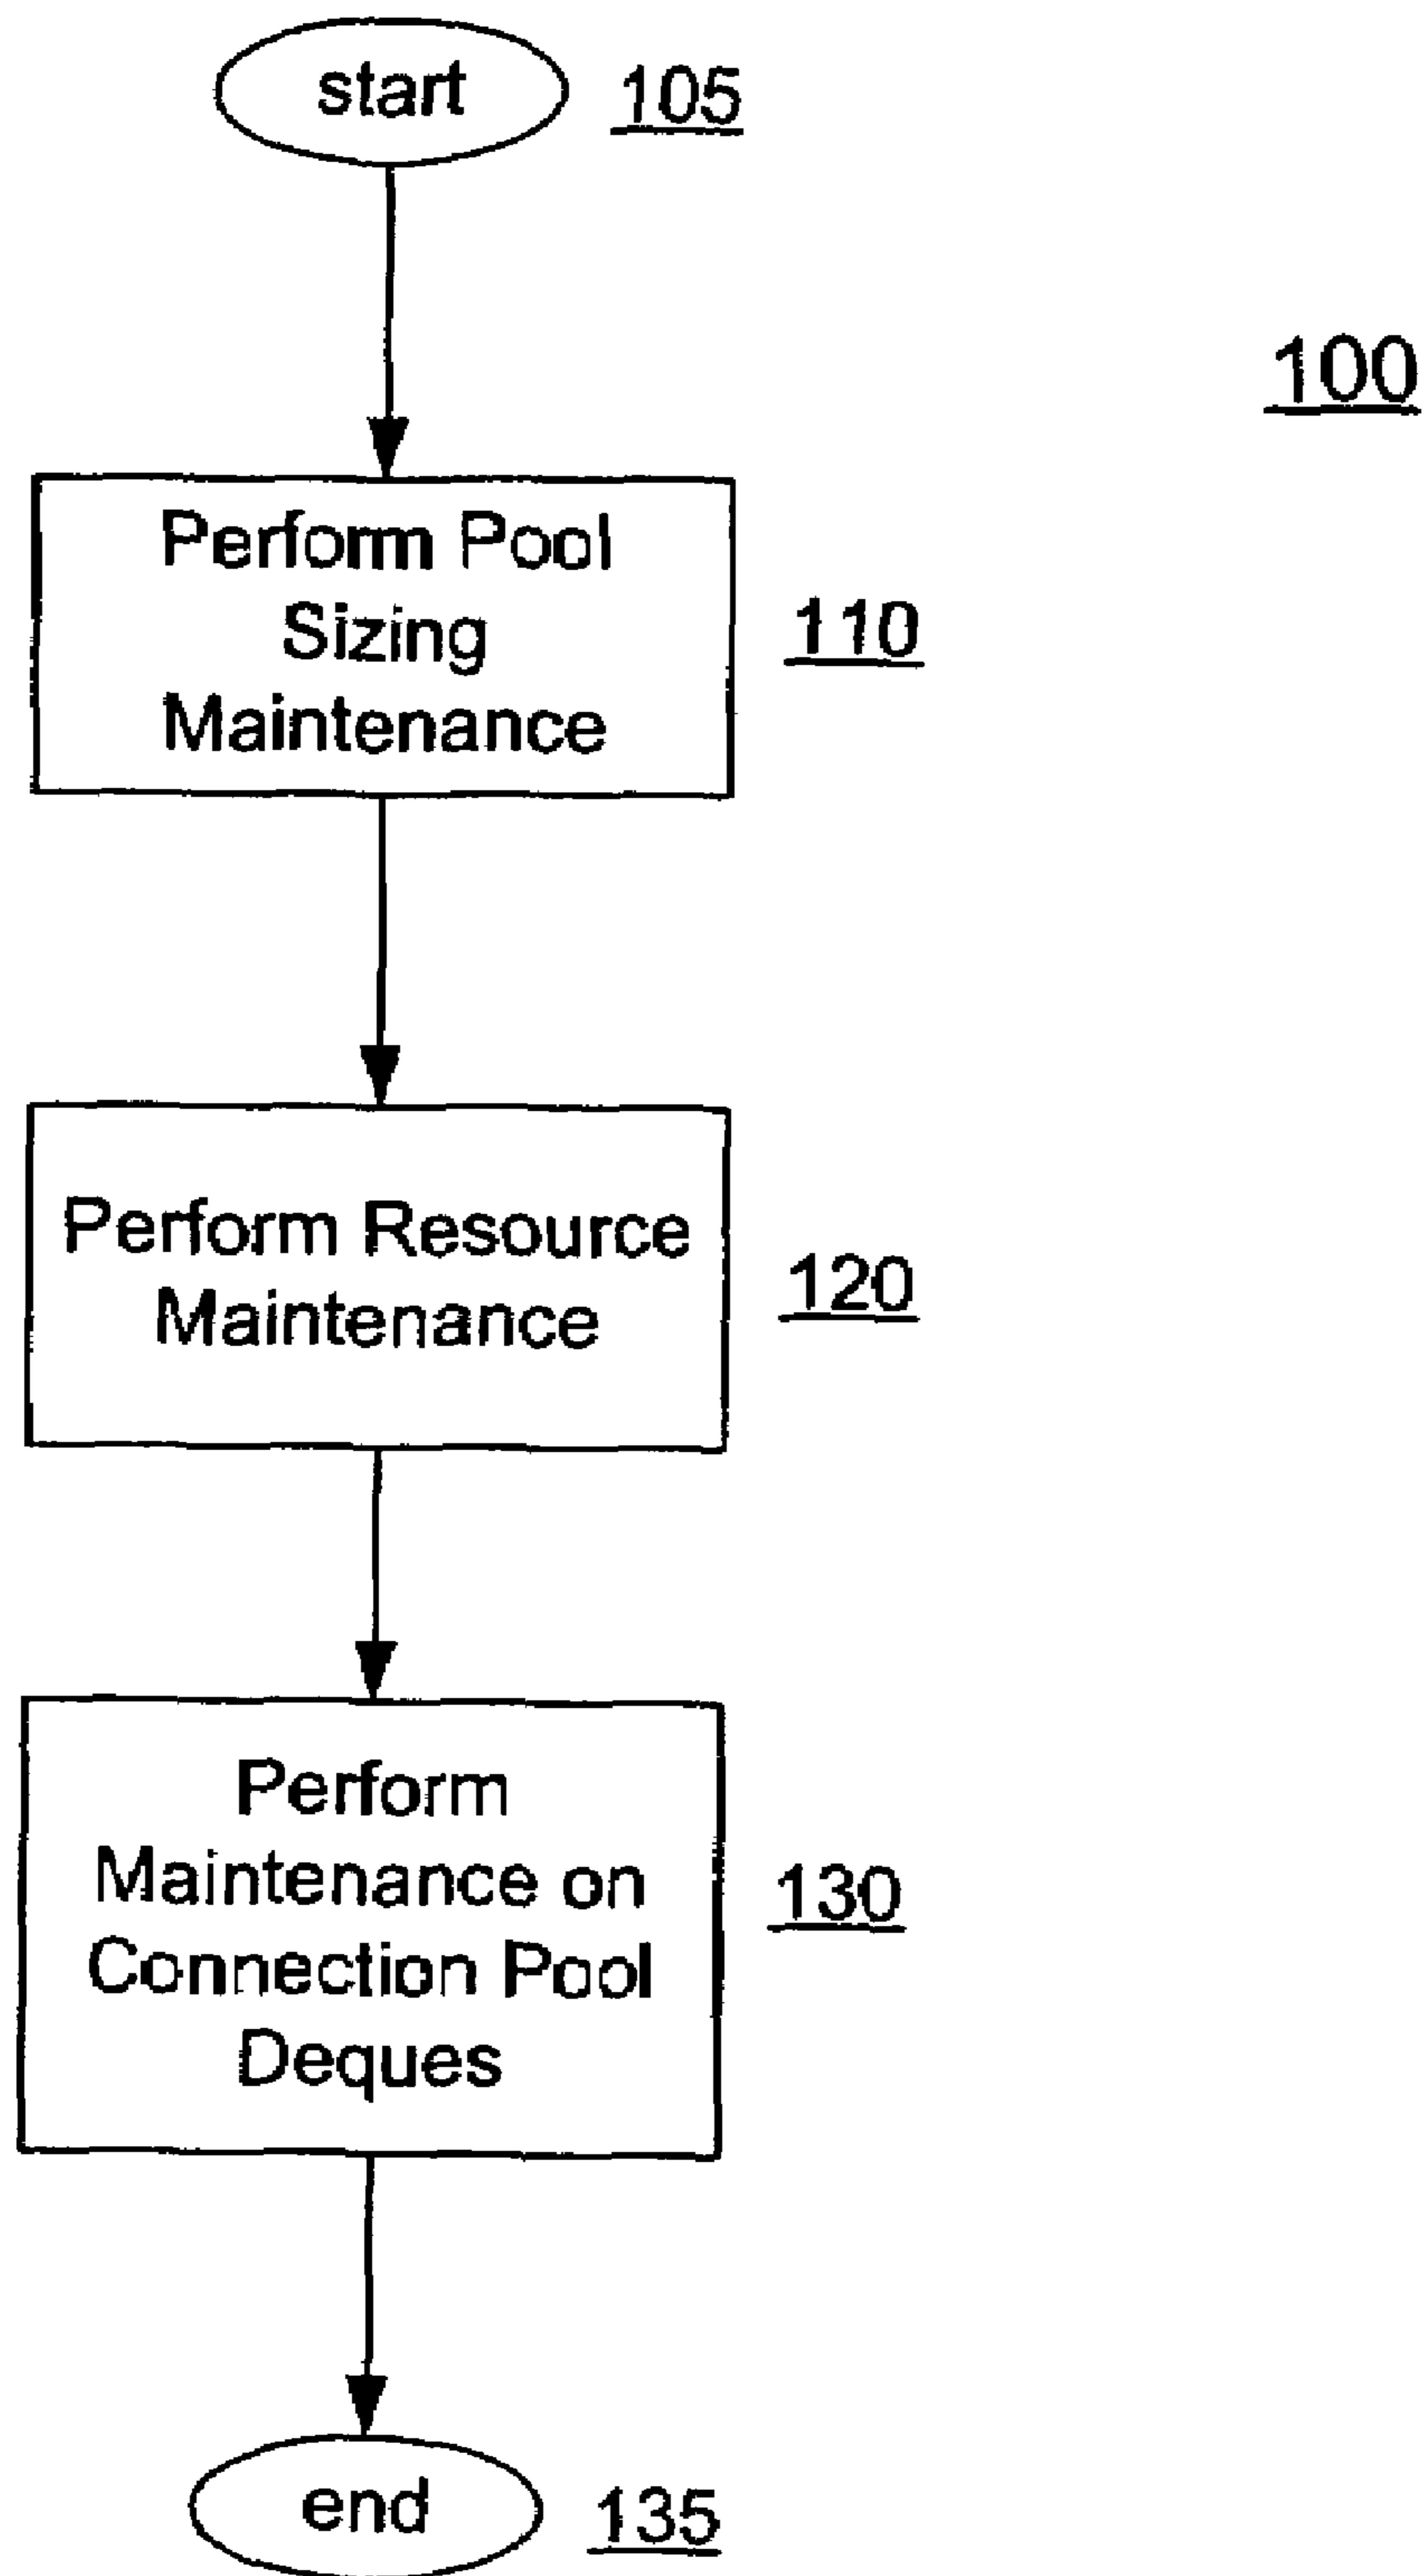 start
105
100
Perform Pool
Sizing
Maintenance
110
Perform Resource
Maintenance
120
Perform
Maintenance on
Connection Pool
Deques
130
end
135